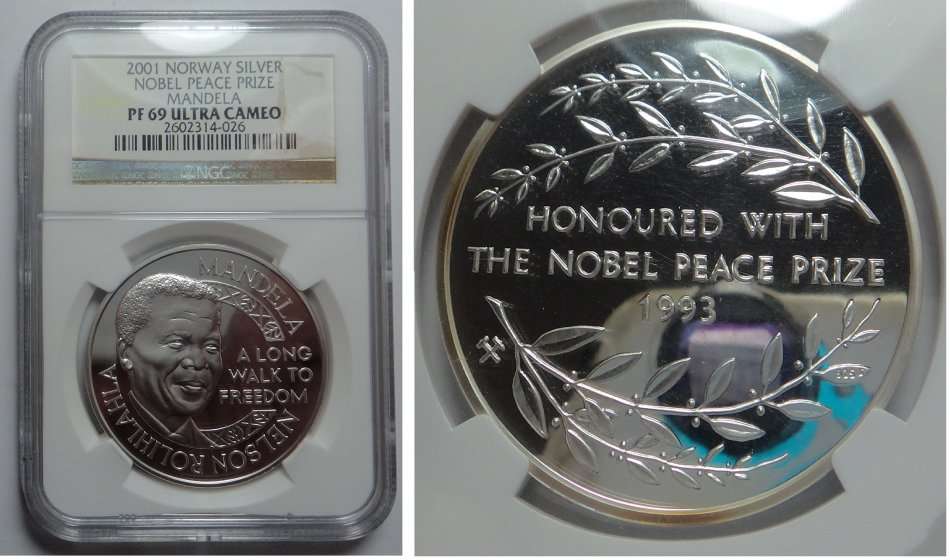 2001 NORWAY SILVER
NOBEL PEACE PRIZE
MANDELA
PF 69 ULTRA CAMEO
2602314-026
NGC
NELSON ROLIHLAHLA
MANDELA
A LONG
WALK TO
FREEDOM
HONOURED WITH
THE NOBEL PEACE PRIZE
1993